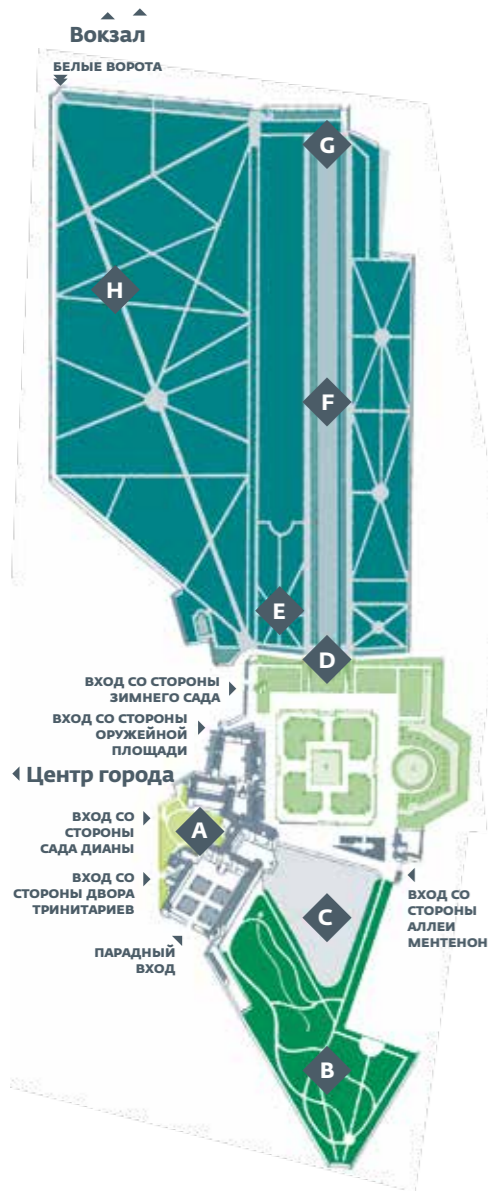 Вокзал
БЕЛЫЕ ВОРОТА
G
H
F
E
D
ВХОД СО СТОРОНЫ
ЗИМНЕГО САДА
ВХОД СО СТОРОНЫ
ОРУЖЕЙНОЙ
ПЛОЩАДИ
Центр города
ВХОД СО
СТОРОНЫ
САДА ДИАНЫ
A
ВХОД СО
СТОРОНЫ ДВОРА
ТРИНИТАРИЕВ
ВХОД СО
СТОРОНЫ
АЛЛЕИ
МЕНТЕНОН
C
ПАРАДНЫЙ
ВХОД
B